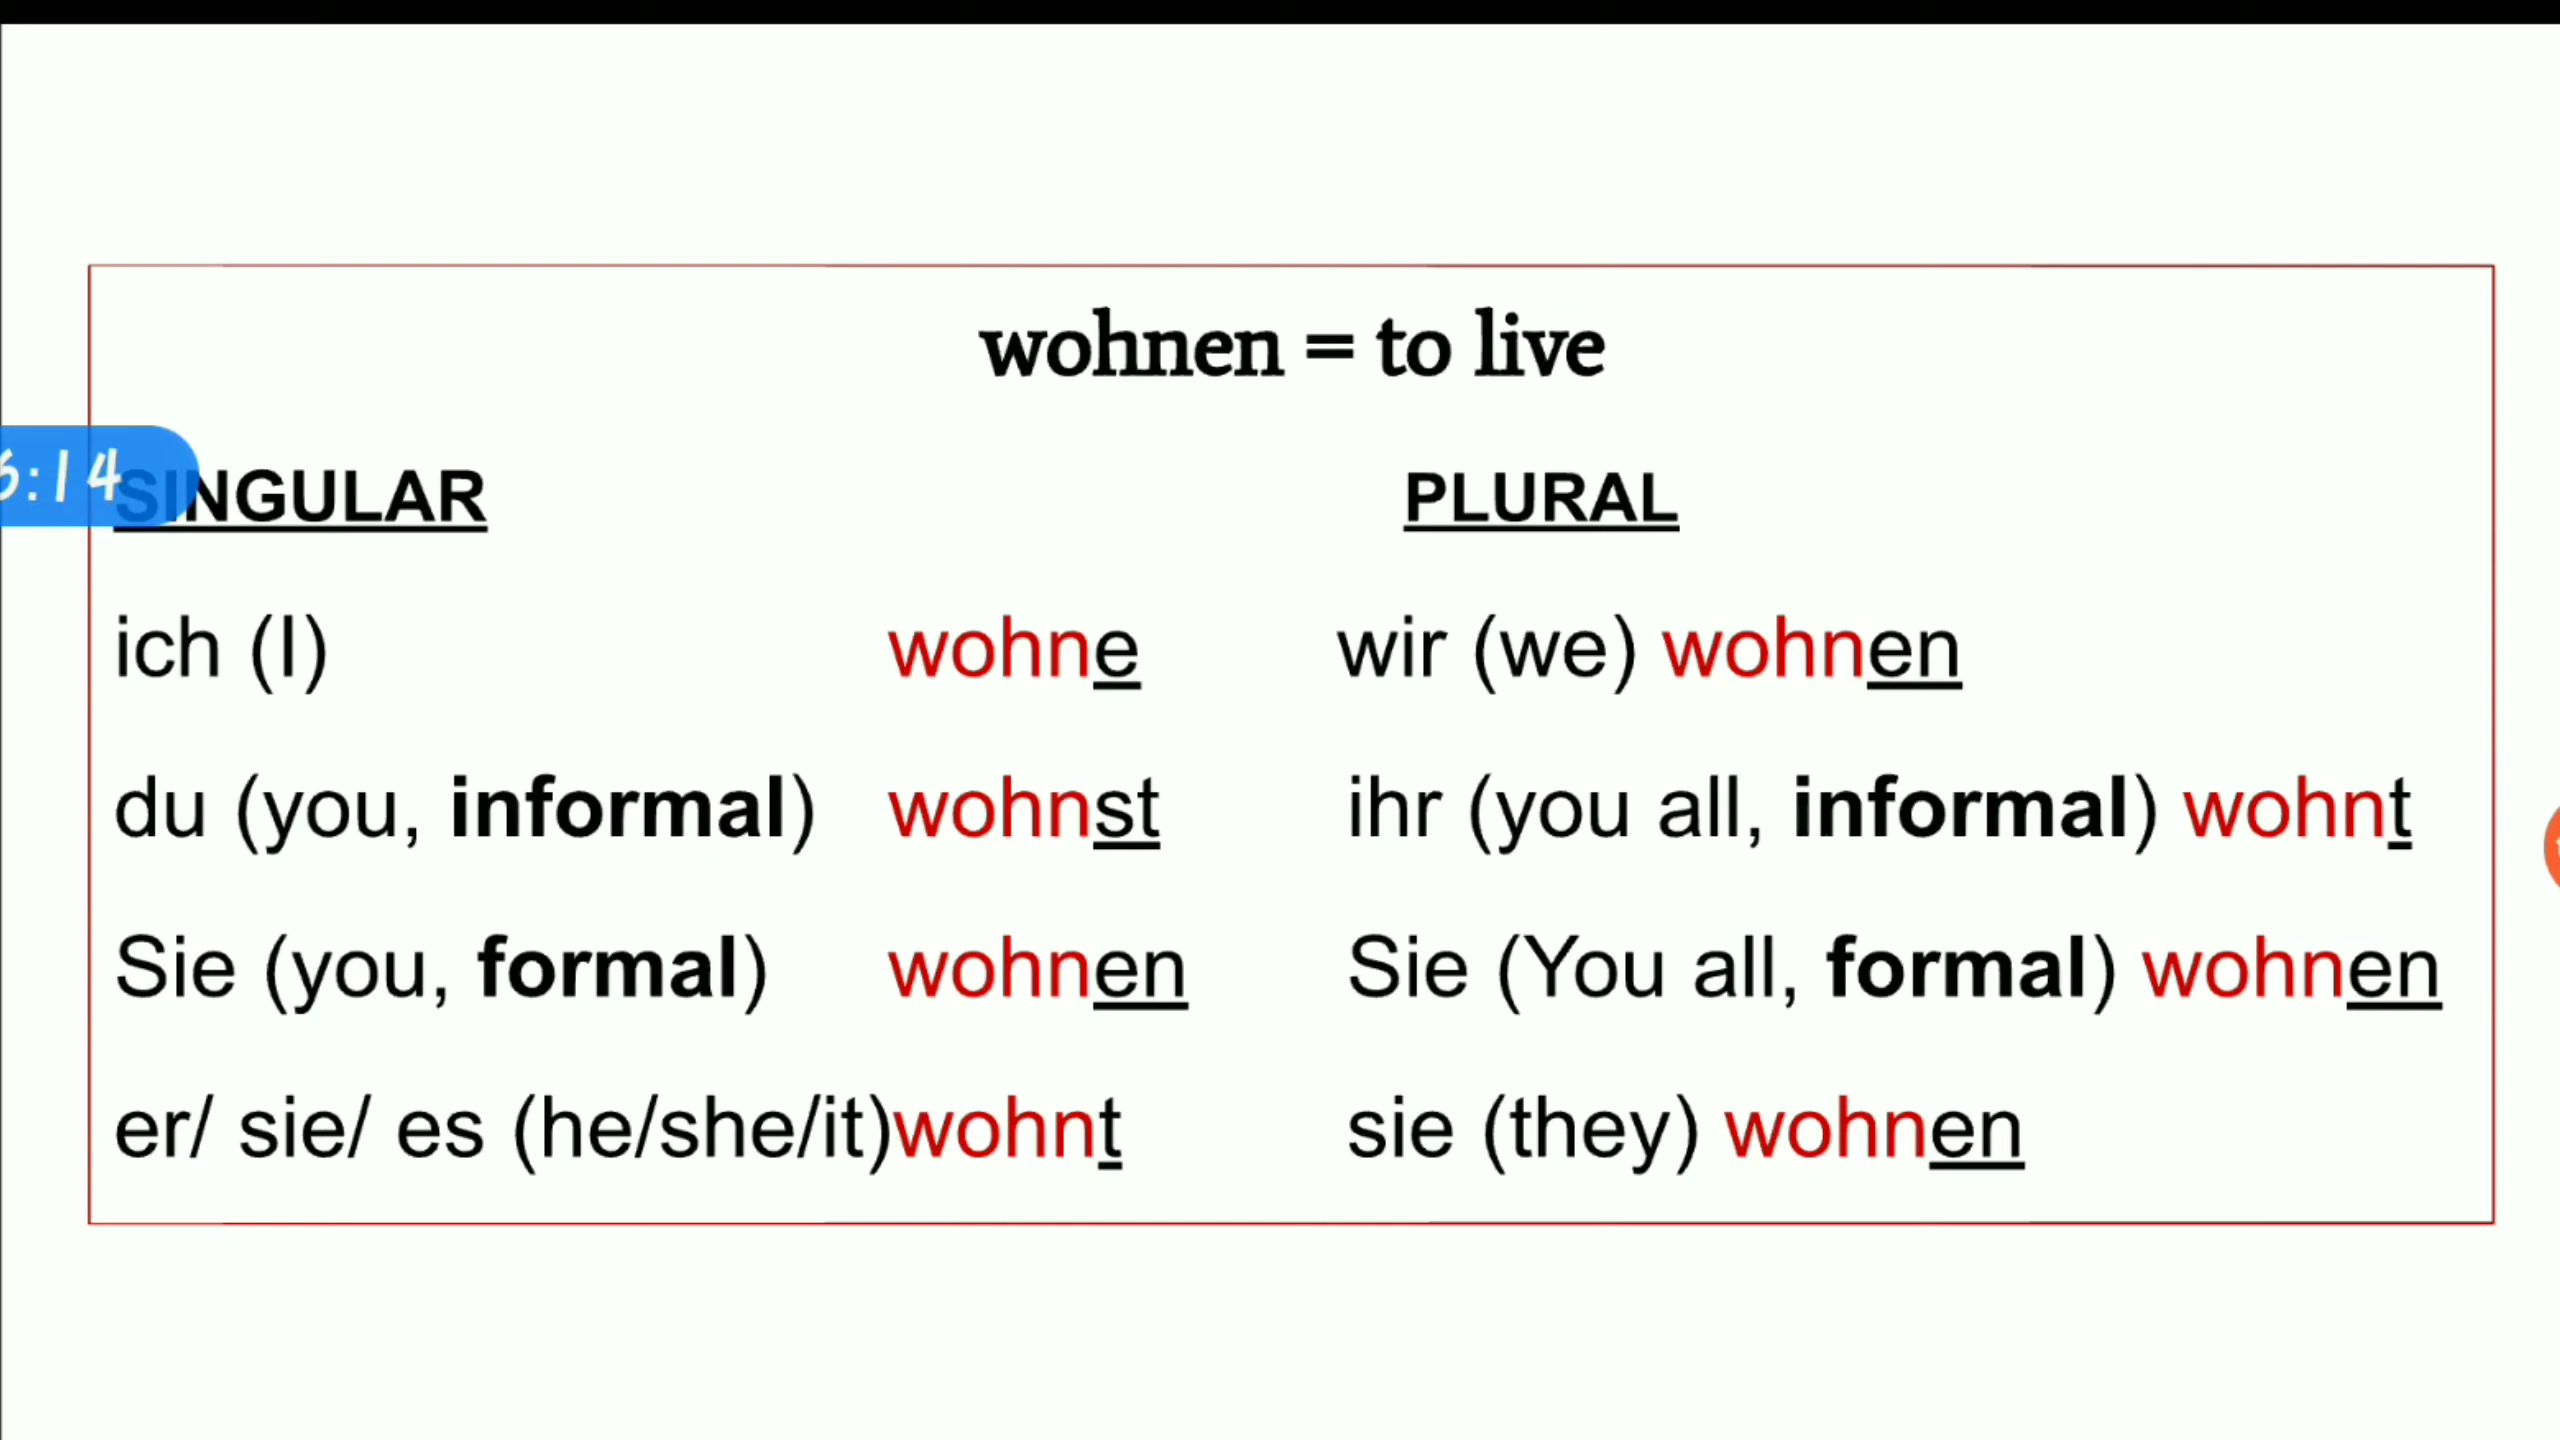 wohnen = to live
6:14
SINGULAR PLURAL
ich (I) wohne wir (we) wohnen
du (you, informal) wohnst ihr (you all, informal) wohnt
Sie (you, formal) wohnen Sie (You all, formal) wohnen
er/ sie/ es (he/she/it)wohnt sie (they) wohnen